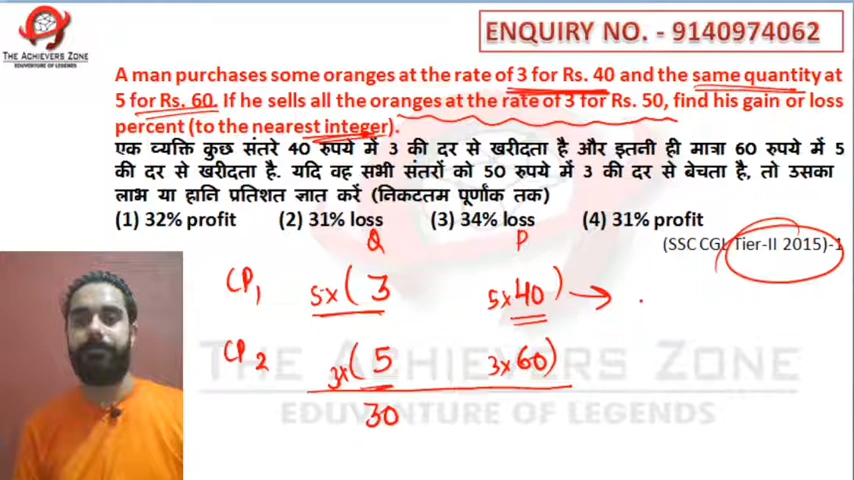 THE ACHIEVERS ZONE
EDUVENTURE OF LEGENDS
ENQUIRY NO. - 9140974062
A man purchases some oranges at the rate of 3 for Rs. 40 and the same quantity at
5 for Rs. 60. If he sells all the oranges at the rate of 3 for Rs. 50, find his gain or loss
percent (to the nearest integer).
एक व्यक्ति कुछ संतरे 40 रुपये में 3 की दर से खरीदता है और इतनी ही मात्रा 60 रुपये में 5
की दर से खरीदता है. यदि वह सभी संतरों को 50 रुपये में 3 की दर से बेचता है, तो उसका
लाभ या हानि प्रतिशत ज्ञात करें (निकटतम पूर्णांक तक)
(1) 32% profit (2) 31% loss (3) 34% loss (4) 31% profit
(SSC CGL Tier-II 2015)-1
Q P
CP1 5x(3 5x40) →
CP2 3x(5 3x60)
30
THE ACHIEVERS ZONE
EDUVENTURE OF LEGENDS